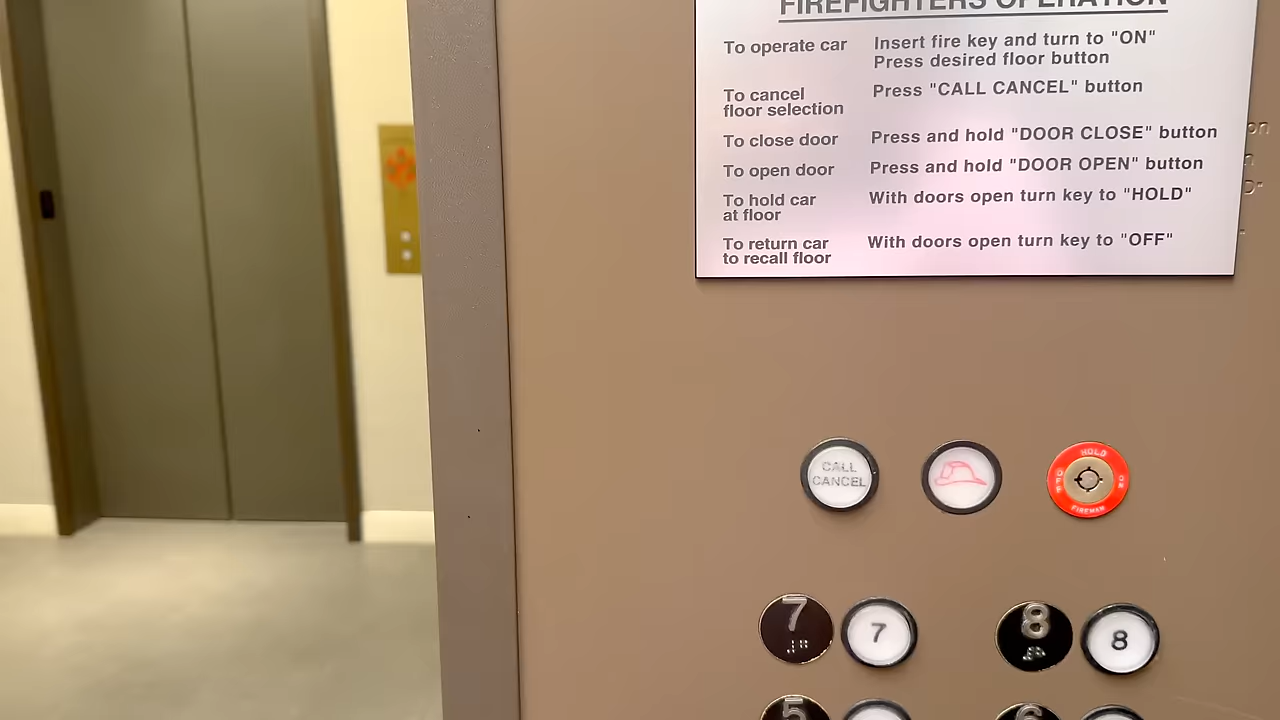 FIREFIGHTERS OPERATION
To operate car Insert fire key and turn to "ON"
Press desired floor button
To cancel
floor selection Press "CALL CANCEL" button
To close door Press and hold "DOOR CLOSE" button
To open door Press and hold "DOOR OPEN" button
To hold car
at floor With doors open turn key to "HOLD"
To return car
to recall floor With doors open turn key to "OFF"
CALL
CANCEL
HOLD
OFF ON
FIREMAN
7 7 8 8
5 6